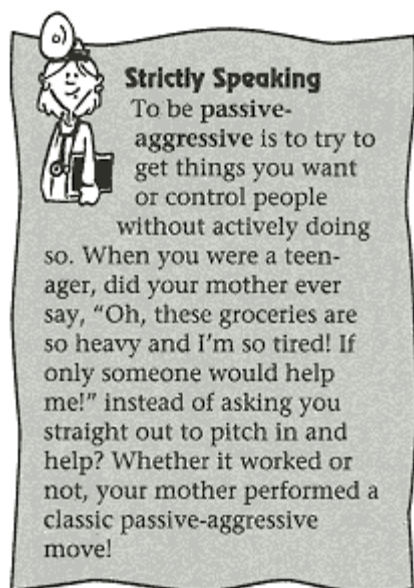 Strictly Speaking
To be passive-
aggressive is to try to
get things you want
or control people
without actively doing
so. When you were a teen-
ager, did your mother ever
say, “Oh, these groceries are
so heavy and I’m so tired! If
only someone would help
me!” instead of asking you
straight out to pitch in and
help? Whether it worked or
not, your mother performed a
classic passive-aggressive
move!